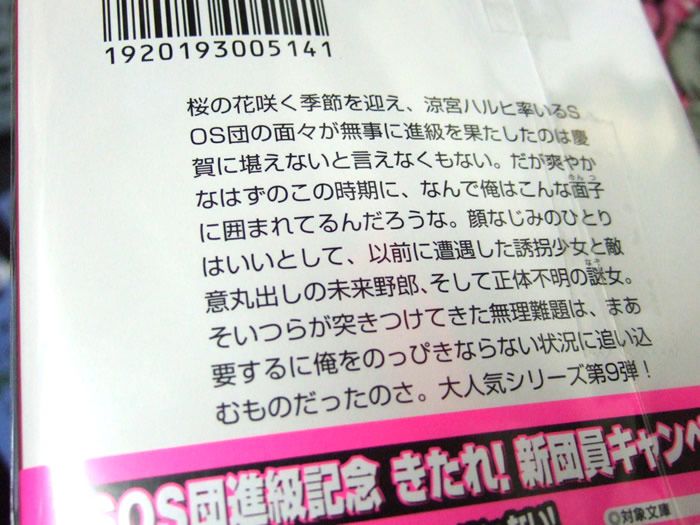 1920193005141
桜の花咲く季節を迎え、涼宮ハルヒ率いるS
OS団の面々が無事に進級を果たしたのは慶
賀に堪えないと言えなくもない。だが爽やか
なはずのこの時期に、なんで俺はこんな面子
に囲まれてるんだろうな。顔なじみのひとり
はいいとして、以前に遭遇した誘拐少女と敵
意丸出しの未来野郎、そして正体不明の謎女。
そいつらが突きつけてきた無理難題は、まあ
要するに俺をのっぴきならない状況に追い込
むものだったのさ。大人気シリーズ第9弾！
SOS団進級記念 きたれ! 新団員キャンペ
◎対象文庫